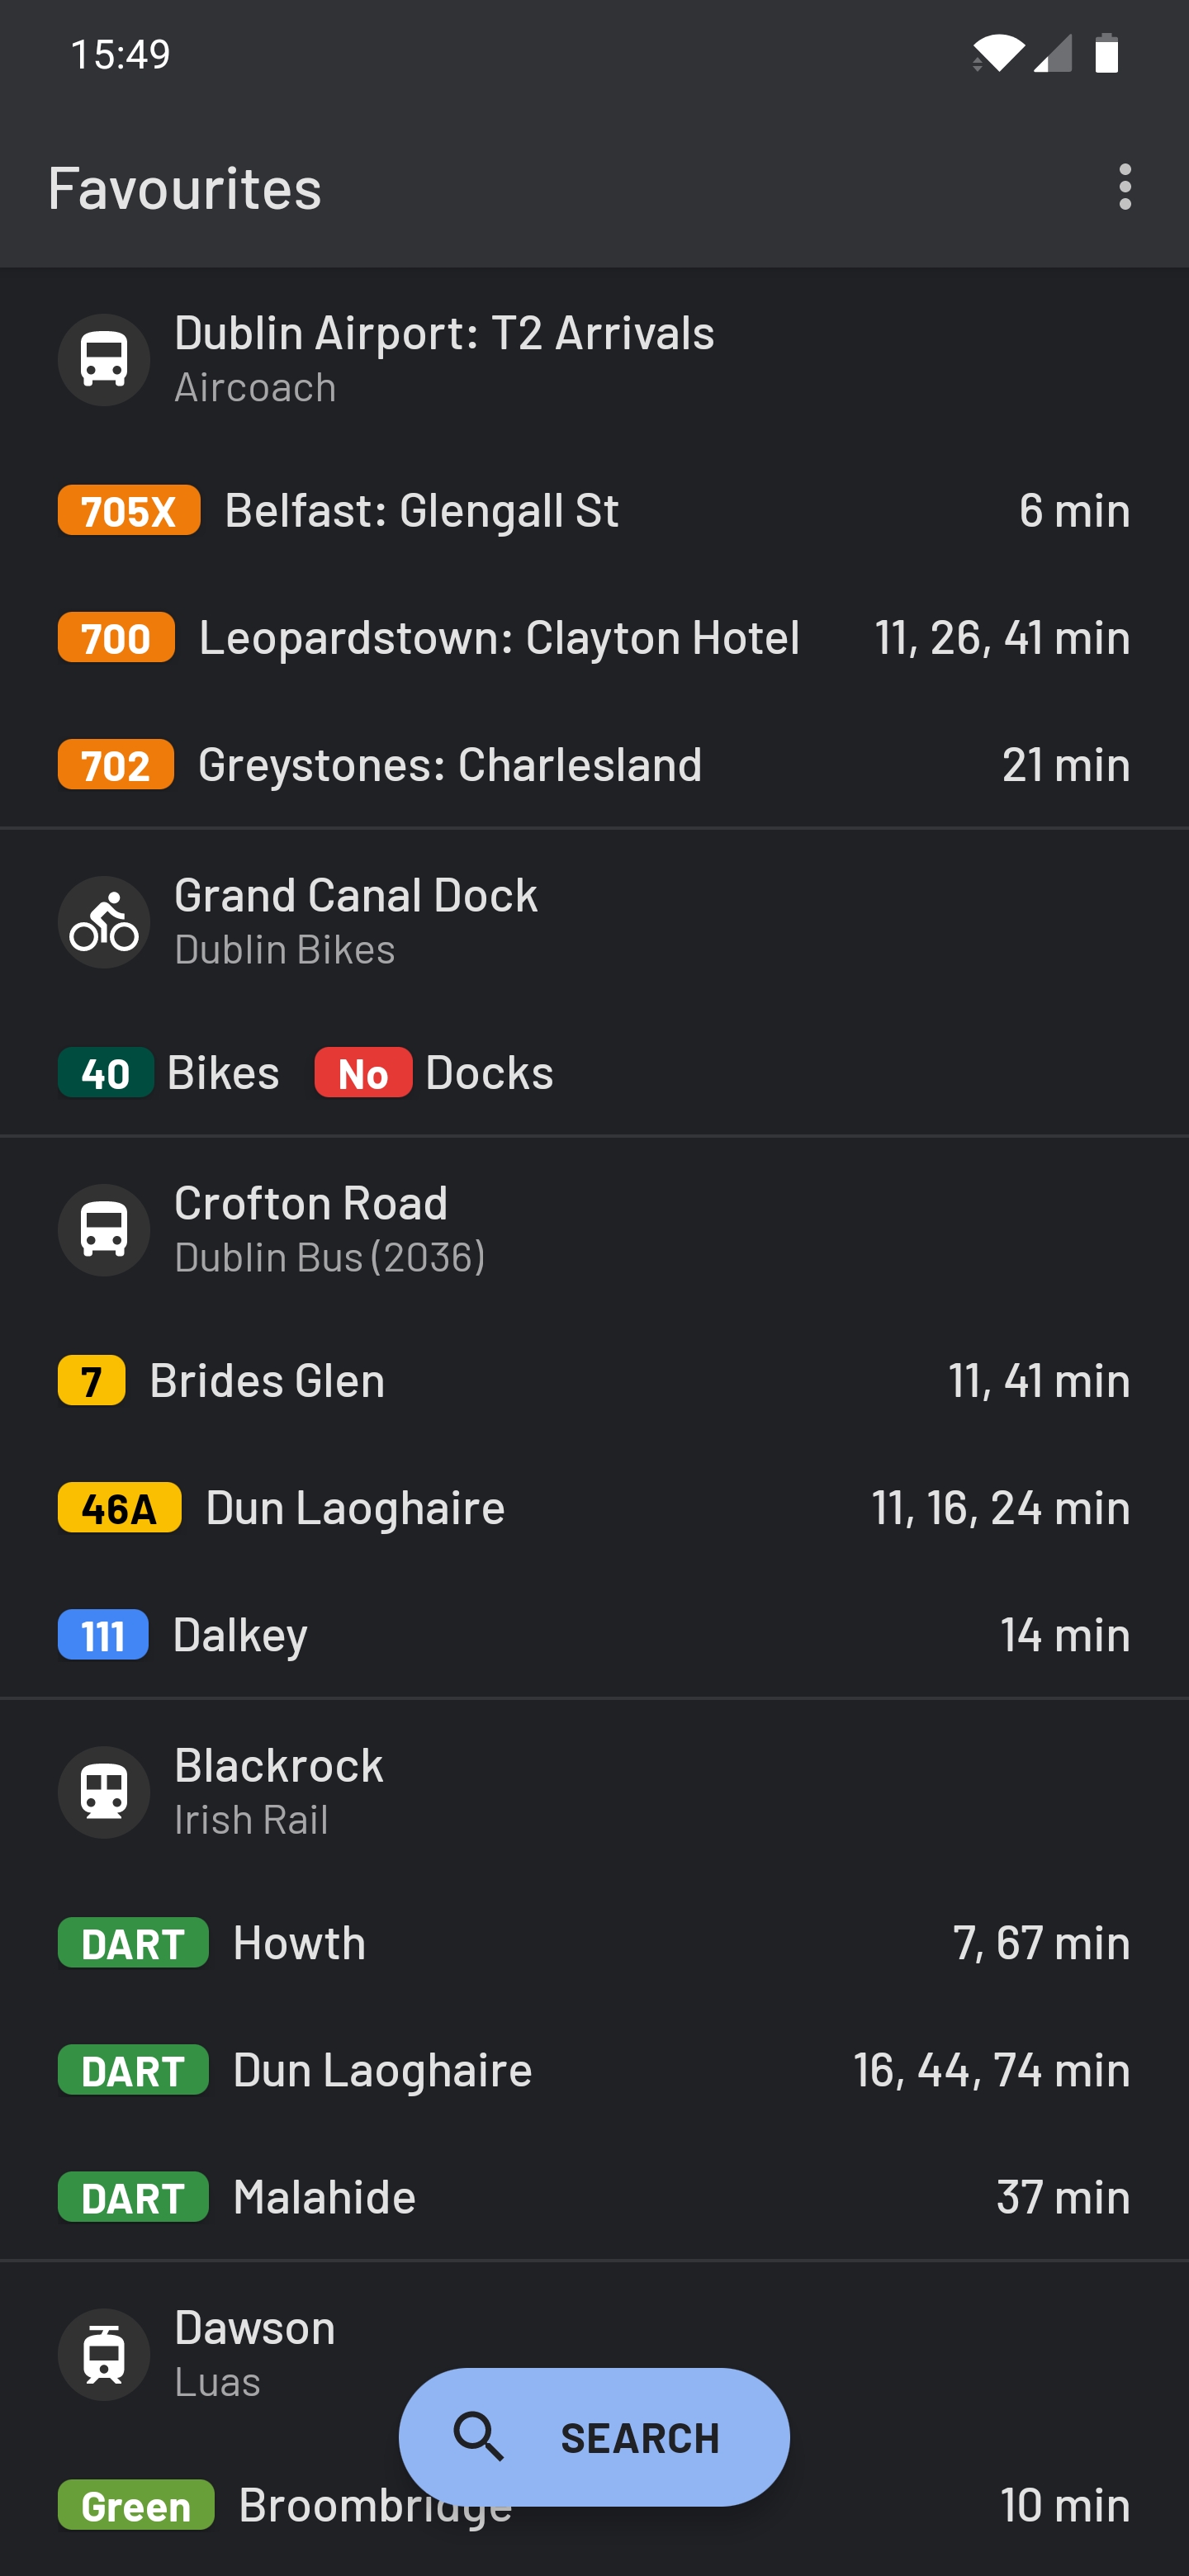 15:49
Favourites
Dublin Airport: T2 Arrivals
Aircoach
705X Belfast: Glengall St 6 min
700 Leopardstown: Clayton Hotel 11, 26, 41 min
702 Greystones: Charlesland 21 min
Grand Canal Dock
Dublin Bikes
40 Bikes No Docks
Crofton Road
Dublin Bus (2036)
7 Brides Glen 11, 41 min
46A Dun Laoghaire 11, 16, 24 min
111 Dalkey 14 min
Blackrock
Irish Rail
DART Howth 7, 67 min
DART Dun Laoghaire 16, 44, 74 min
DART Malahide 37 min
Dawson
Luas
SEARCH
Green Broombridge 10 min